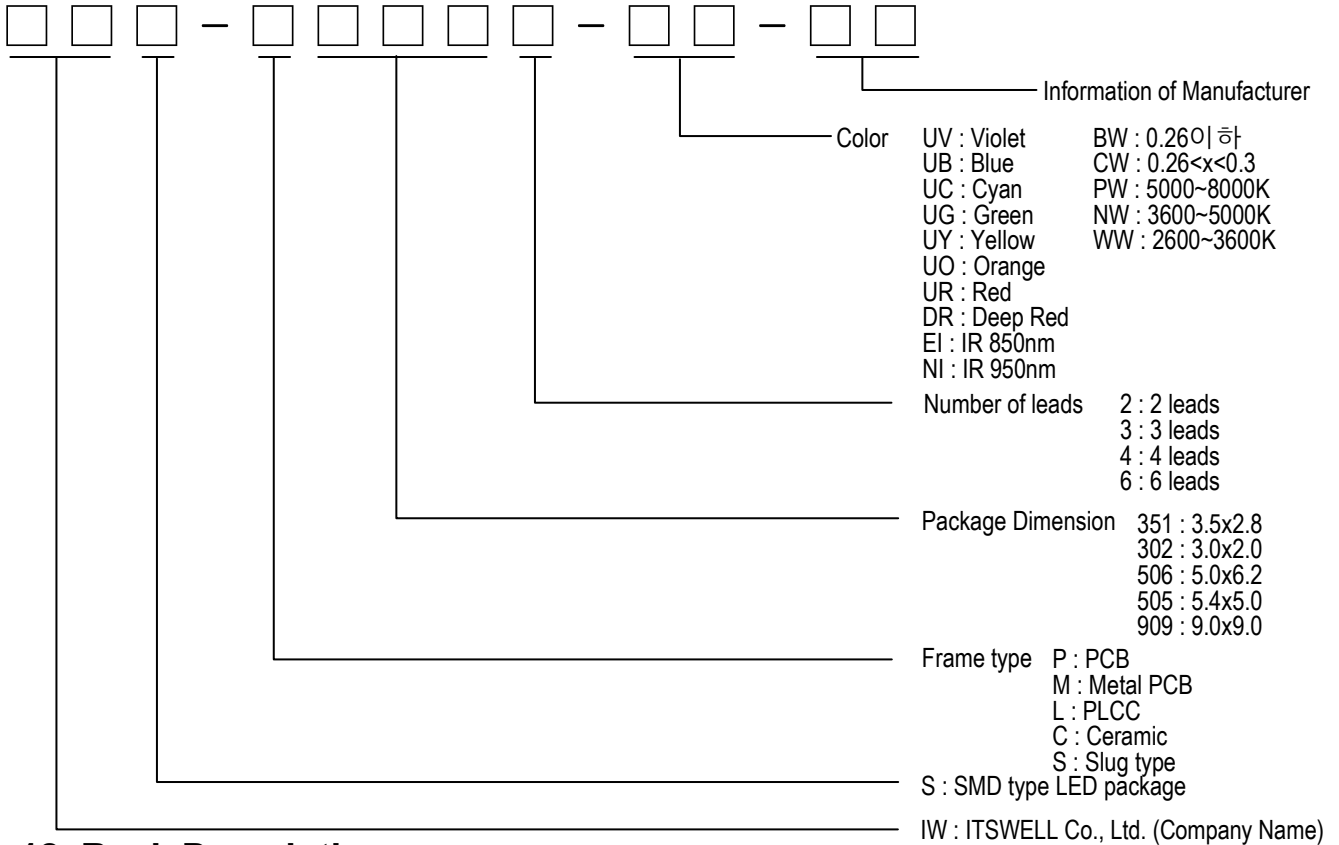 Information of Manufacturer
Color UV : Violet BW : 0.26이하
UB : Blue CW : 0.26<x<0.3
UC : Cyan PW : 5000~8000K
UG : Green NW : 3600~5000K
UY : Yellow WW : 2600~3600K
UO : Orange
UR : Red
DR : Deep Red
EI : IR 850nm
NI : IR 950nm
Number of leads 2 : 2 leads
3 : 3 leads
4 : 4 leads
6 : 6 leads
Package Dimension 351 : 3.5x2.8
302 : 3.0x2.0
506 : 5.0x6.2
505 : 5.4x5.0
909 : 9.0x9.0
Frame type P : PCB
M : Metal PCB
L : PLCC
C : Ceramic
S : Slug type
S : SMD type LED package
IW : ITSWELL Co., Ltd. (Company Name)